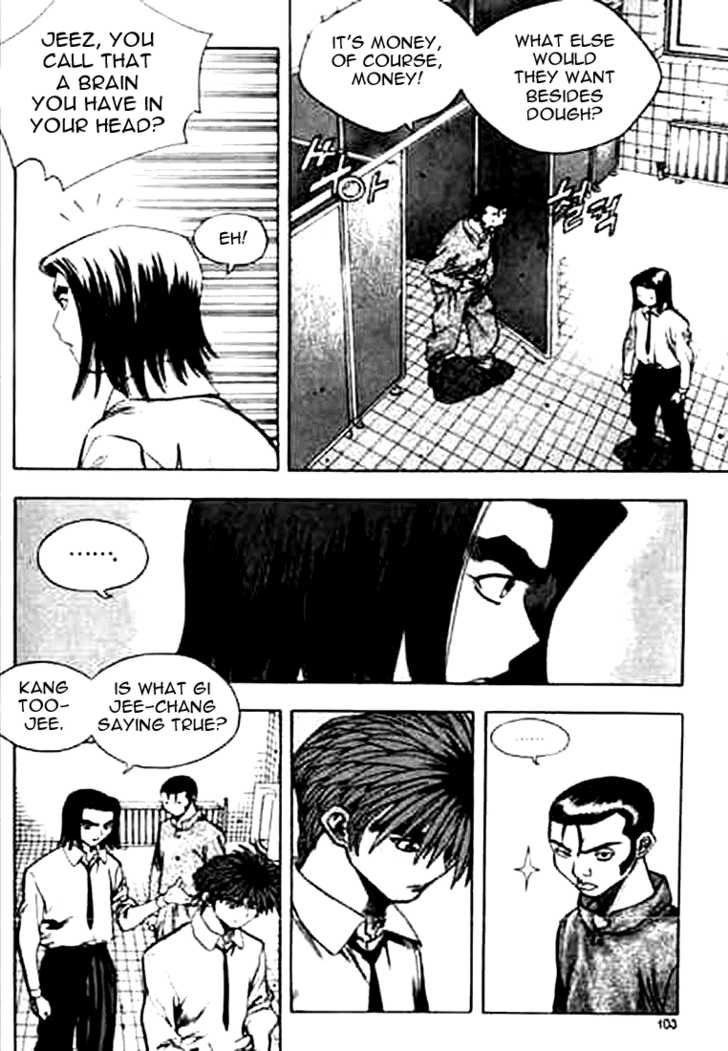 JEEZ, YOU
CALL THAT
A BRAIN
YOU HAVE IN
YOUR HEAD?
EH!
IT'S MONEY,
OF COURSE,
MONEY!
WHAT ELSE
WOULD
THEY WANT
BESIDES
DOUGH?
.......
KANG
TOO-
JEE.
IS WHAT GI
JEE-CHANG
SAYING TRUE?
......
103